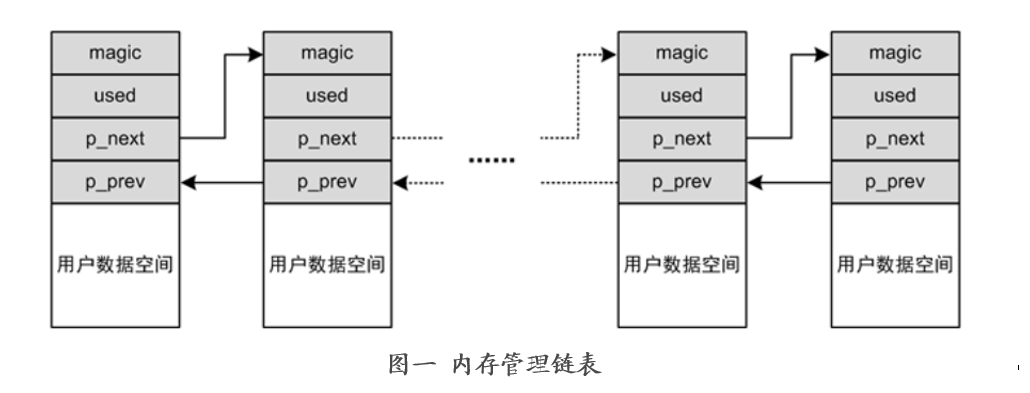 magic magic magic magic
used used used used
p_next p_next p_next p_next
......
p_prev p_prev p_prev p_prev
用户数据空间 用户数据空间 用户数据空间 用户数据空间
图一 内存管理链表